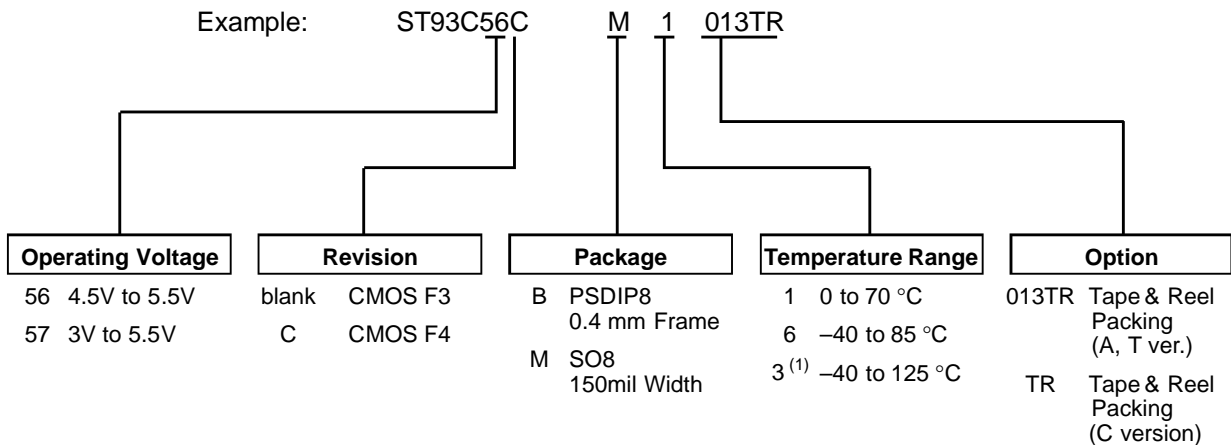 Example: ST93C56C M 1 013TR
Operating Voltage
56 4.5V to 5.5V
57 3V to 5.5V
Revision
blank CMOS F3
C CMOS F4
Package
B PSDIP8
0.4 mm Frame
M SO8
150mil Width
Temperature Range
1 0 to 70 °C
6 –40 to 85 °C
3 (1) –40 to 125 °C
Option
013TR Tape & Reel
Packing
(A, T ver.)
TR Tape & Reel
Packing
(C version)